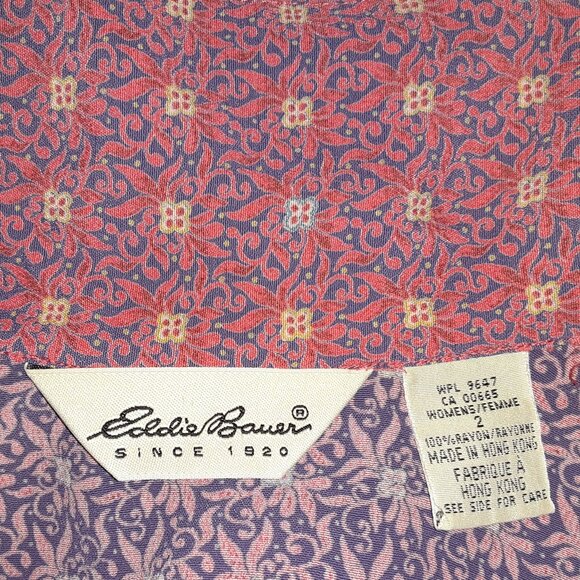 Eddie Bauer®
SINCE 1920
WPL 9647
CA 00665
WOMENS/FEMME
2
100%RAYON/RAYONNE
MADE IN HONG KONG
FABRIQUE A
HONG KONG
SEE SIDE FOR CARE